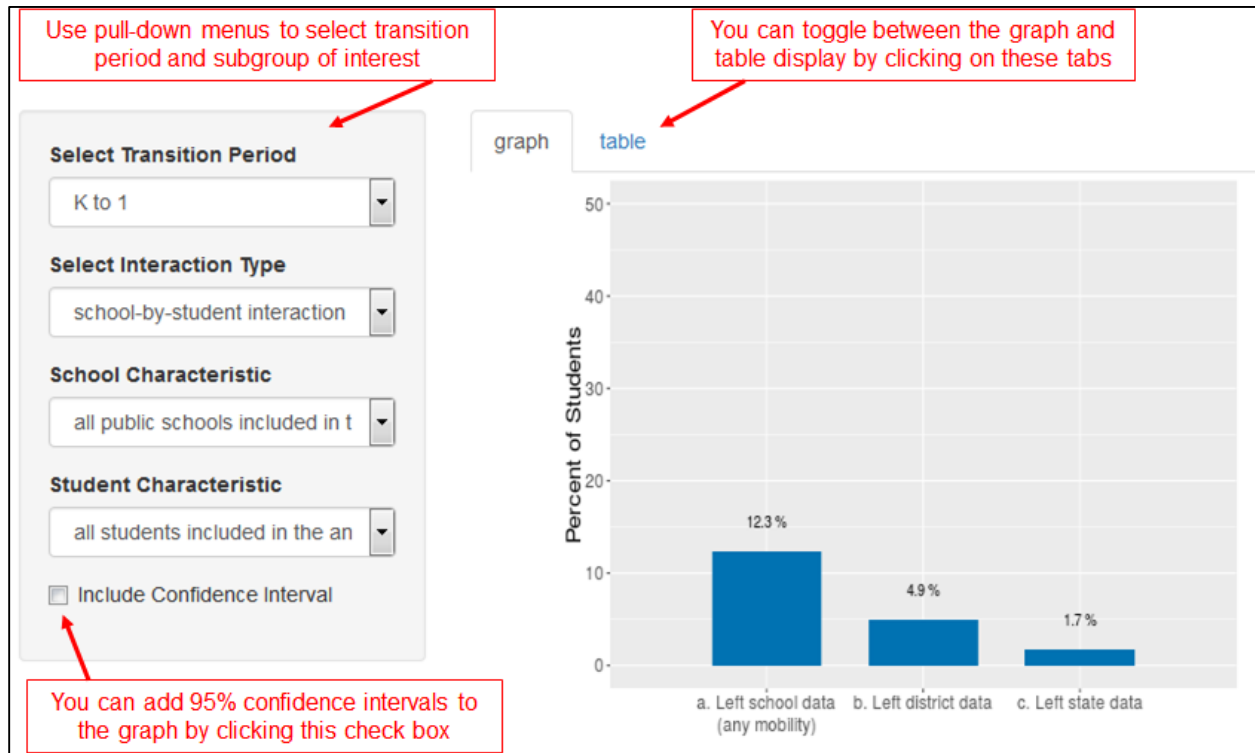 Use pull-down menus to select transition
period and subgroup of interest
You can toggle between the graph and
table display by clicking on these tabs
Select Transition Period
K to 1
Select Interaction Type
school-by-student interaction
School Characteristic
all public schools included in t
Student Characteristic
all students included in the an
Include Confidence Interval
You can add 95% confidence intervals to
the graph by clicking this check box
graph
table
Percent of Students
50
40
30
20
10
0
12.3 %
4.9 %
1.7 %
a. Left school data
(any mobility)
b. Left district data
c. Left state data